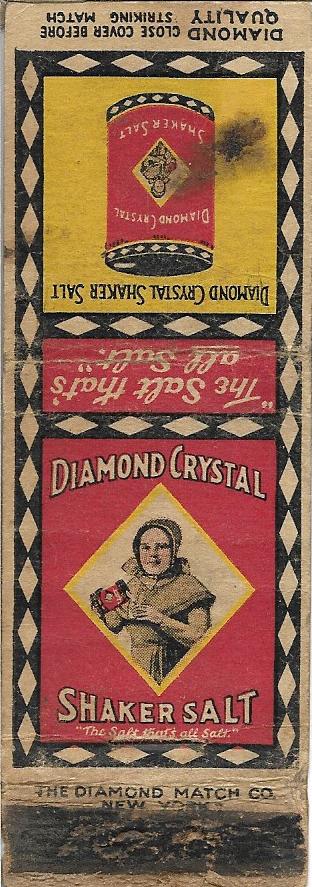 DIAMOND QUALITY
CLOSE COVER BEFORE STRIKING MATCH
SHAKER SALT
DIAMOND CRYSTAL
DIAMOND CRYSTAL SHAKER SALT
"The Salt that's
all Salt."
DIAMOND CRYSTAL
SHAKER SALT
"The Salt that's all Salt."
THE DIAMOND MATCH CO.
NEW YORK